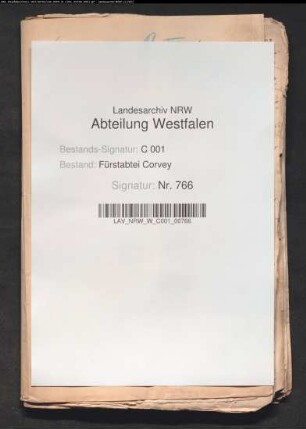 Landesarchiv NRW
Abteilung Westfalen
Bestands-Signatur: C 001
Bestand: Fürstabtei Corvey
Signatur: Nr. 766
LAV_NRW_W_C001_00766